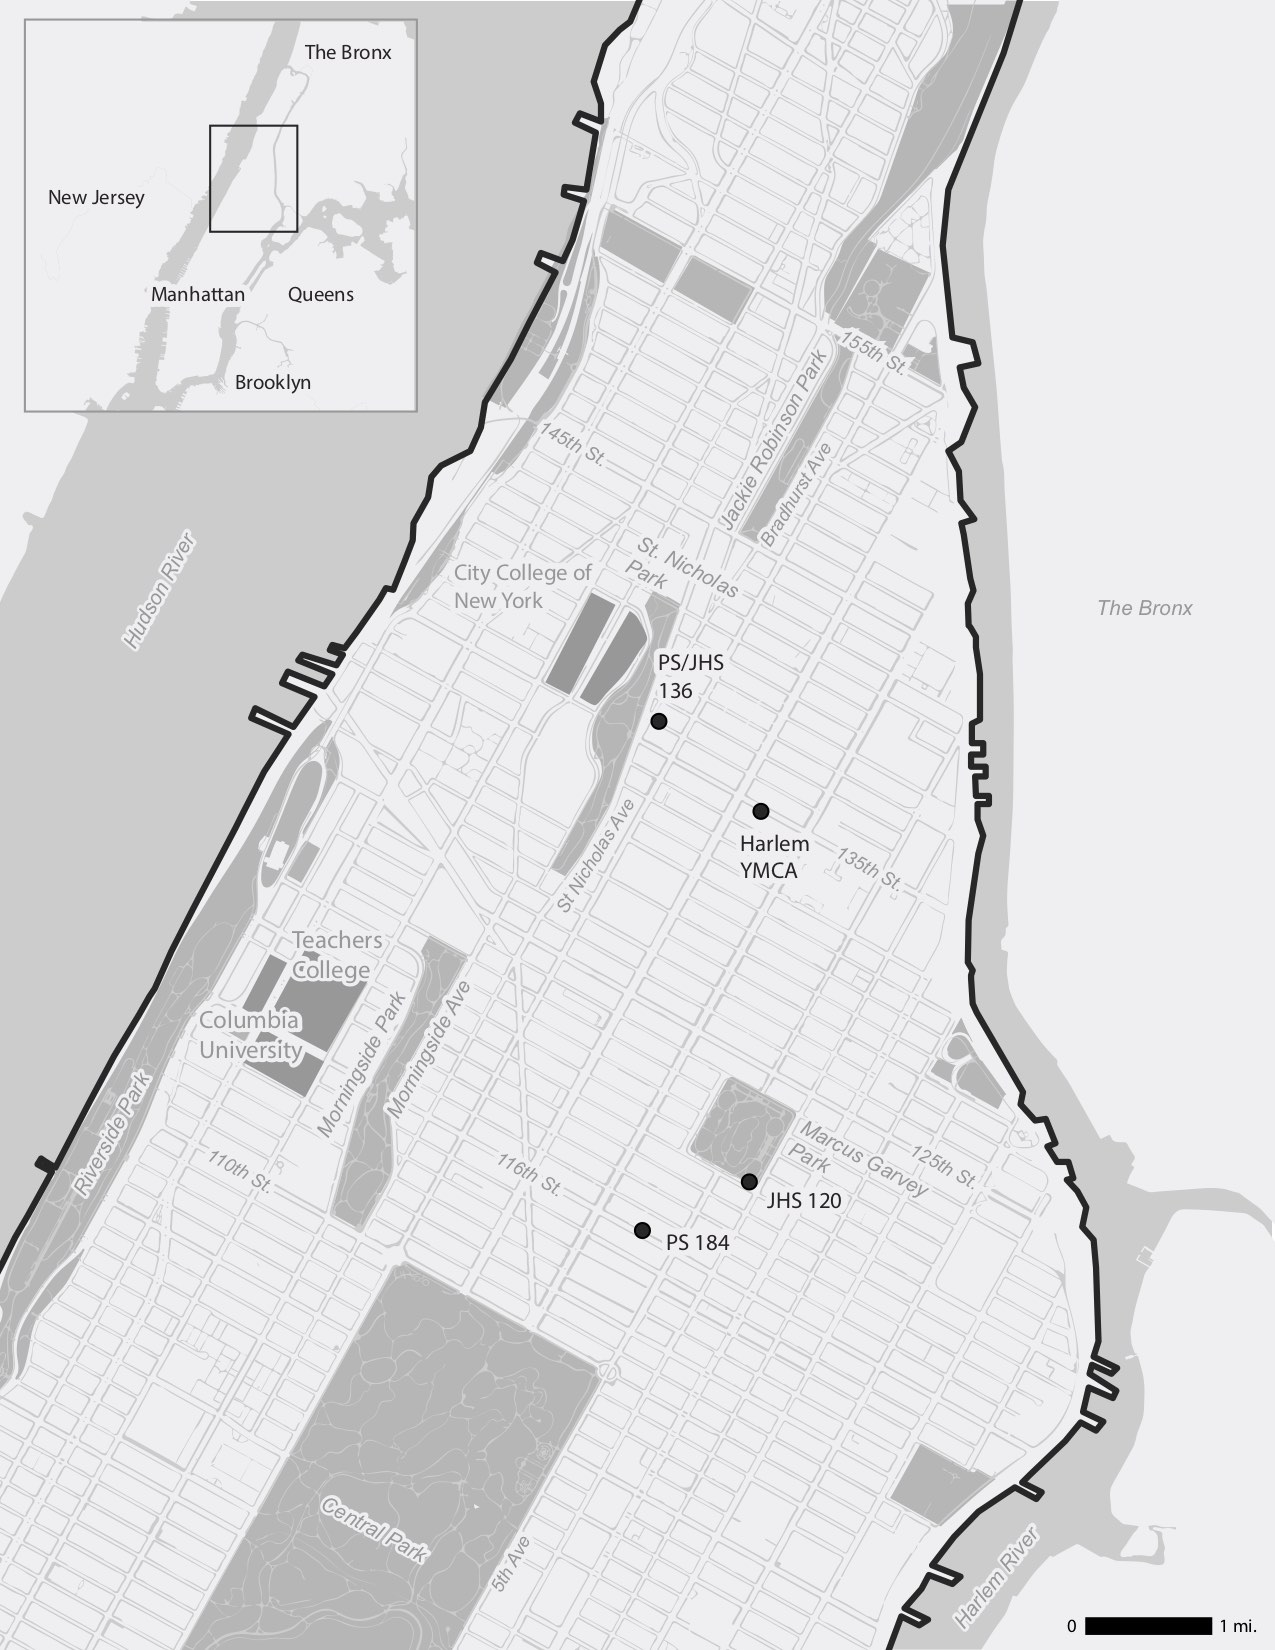 The Bronx
New Jersey
Manhattan
Queens
Brooklyn
155th St.
Jackie Robinson Park
Bradhurst Ave
145th St.
Hudson River
City College of
New York
St. Nicholas
Park
The Bronx
PS/JHS
136
Harlem
YMCA
135th St.
St Nicholas Ave
Teachers
College
Columbia
University
Morningside Park
Morningside Ave
Riverside Park
110th St.
116th St.
Marcus Garvey
Park
125th St.
JHS 120
PS 184
Central Park
5th Ave
Harlem River
0 1 mi.